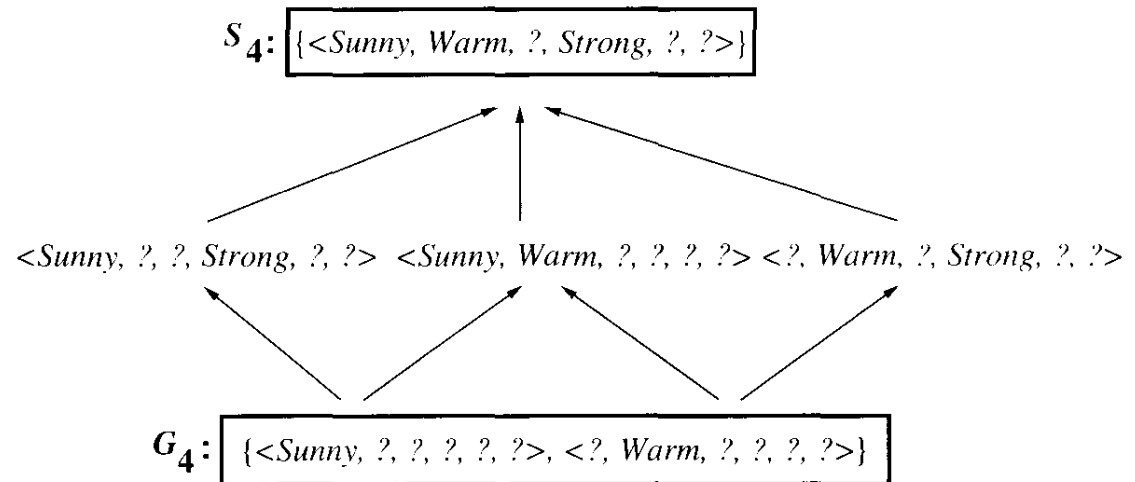 S4: {<Sunny, Warm, ?, Strong, ?, ?>}
<Sunny, ?, ?, Strong, ?, ?> <Sunny, Warm, ?, ?, ?, ?> <?, Warm, ?, Strong, ?, ?>
G4: {<Sunny, ?, ?, ?, ?, ?>, <?, Warm, ?, ?, ?, ?>}